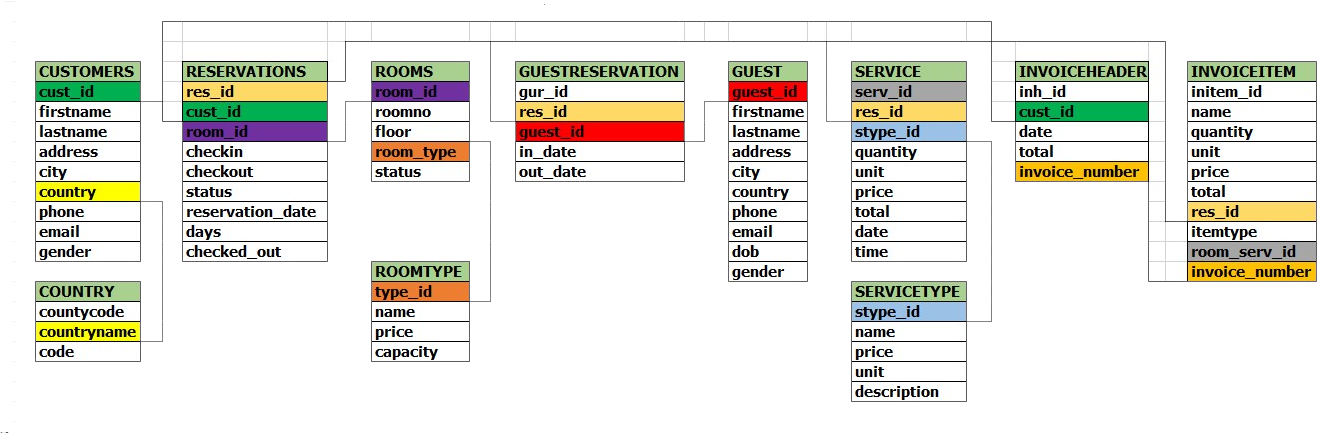 CUSTOMERS
cust_id
firstname
lastname
address
city
country
phone
email
gender
COUNTRY
countycode
countryname
code
RESERVATIONS
res_id
cust_id
room_id
checkin
checkout
status
reservation_date
days
checked_out
ROOMS
room_id
roomno
floor
room_type
status
ROOMTYPE
type_id
name
price
capacity
GUESTRESERVATION
gur_id
res_id
guest_id
in_date
out_date
GUEST
guest_id
firstname
lastname
address
city
country
phone
email
dob
gender
SERVICE
serv_id
res_id
stype_id
quantity
unit
price
total
date
time
SERVICETYPE
stype_id
name
price
unit
description
INVOICEHEADER
inh_id
cust_id
date
total
invoice_number
INVOICEITEM
initem_id
name
quantity
unit
price
total
res_id
itemtype
room_serv_id
invoice_number